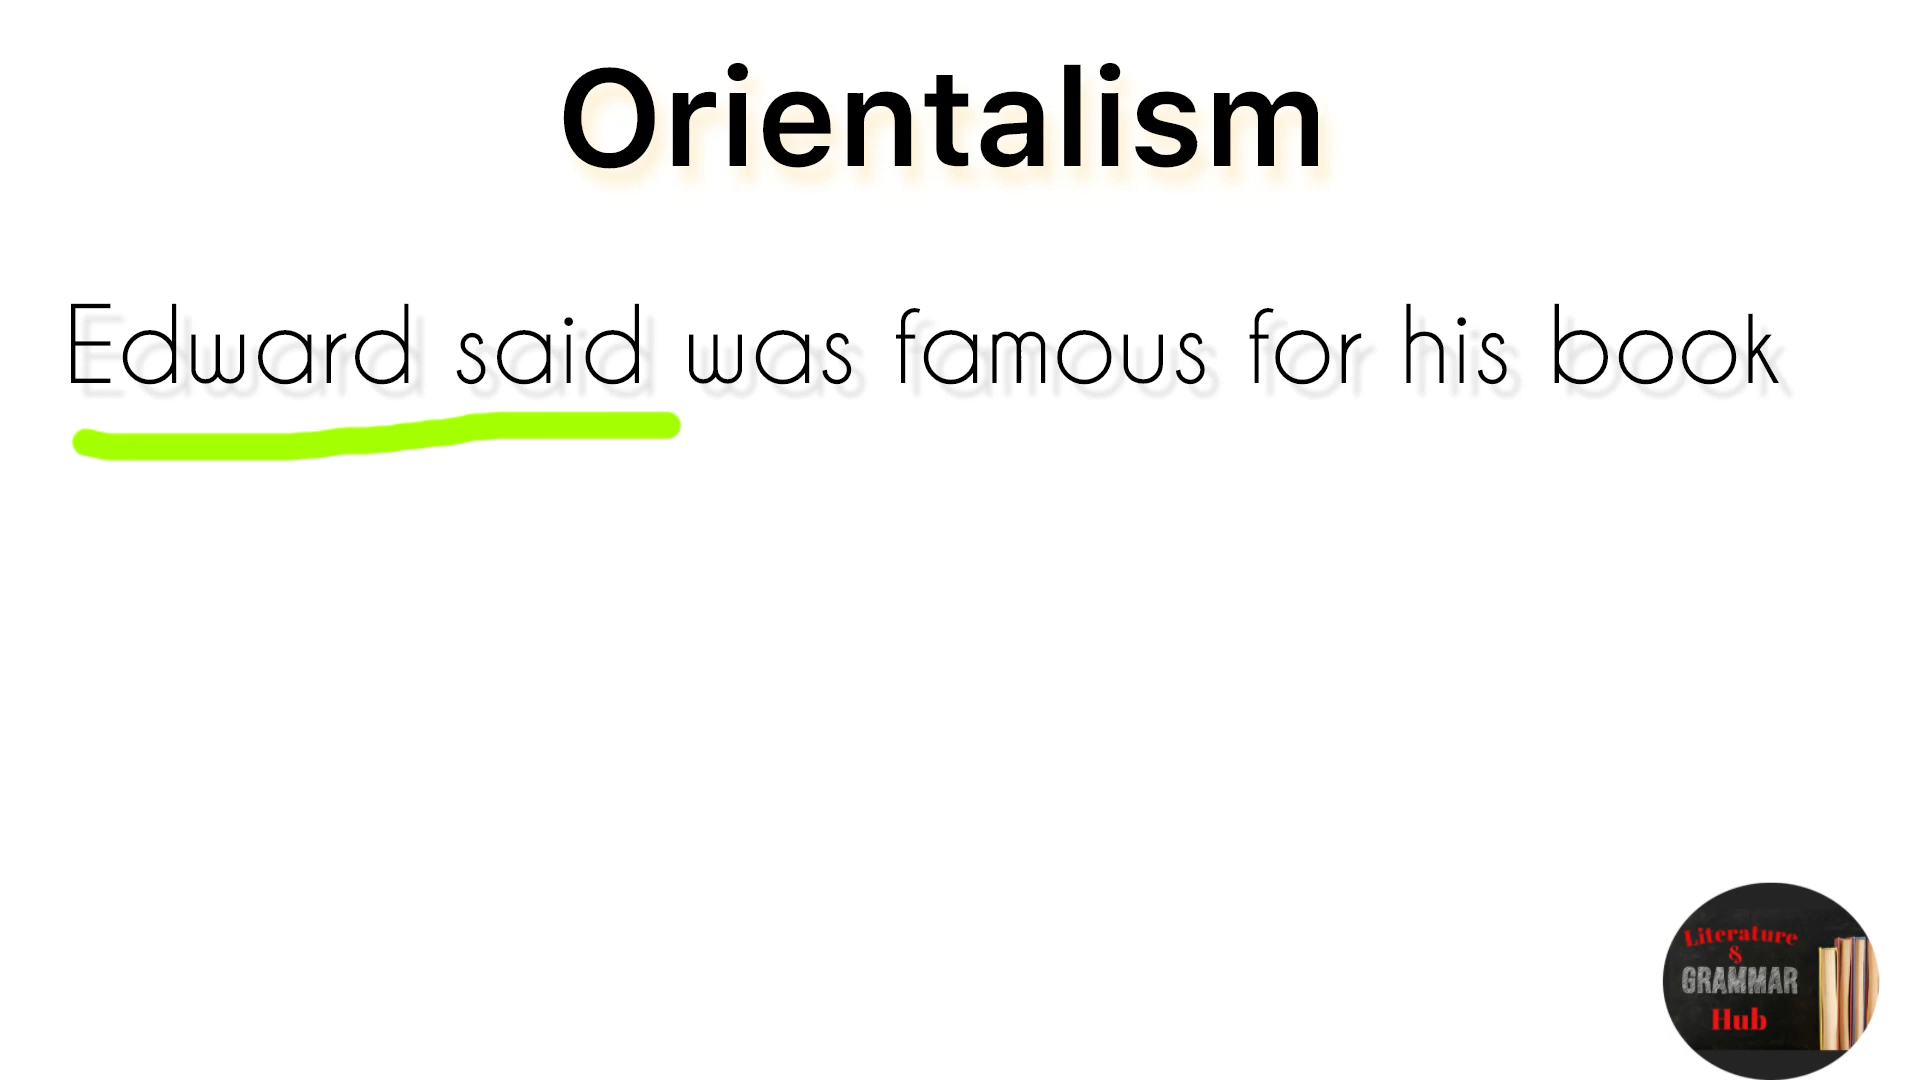 Orientalism
Edward said was famous for his book
Literature
&
GRAMMAR
Hub